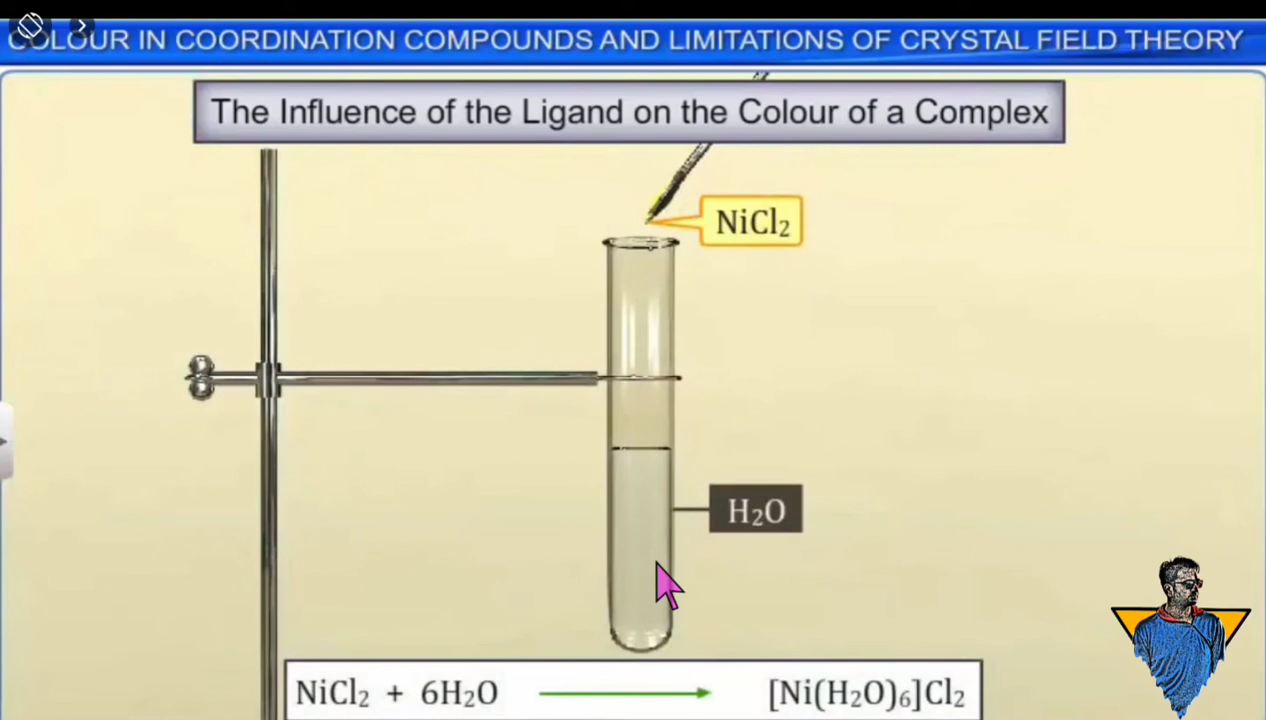 COLOUR IN COORDINATION COMPOUNDS AND LIMITATIONS OF CRYSTAL FIELD THEORY
The Influence of the Ligand on the Colour of a Complex
NiCl₂
H₂O
NiCl₂ + 6H₂O → [Ni(H₂O)₆]Cl₂